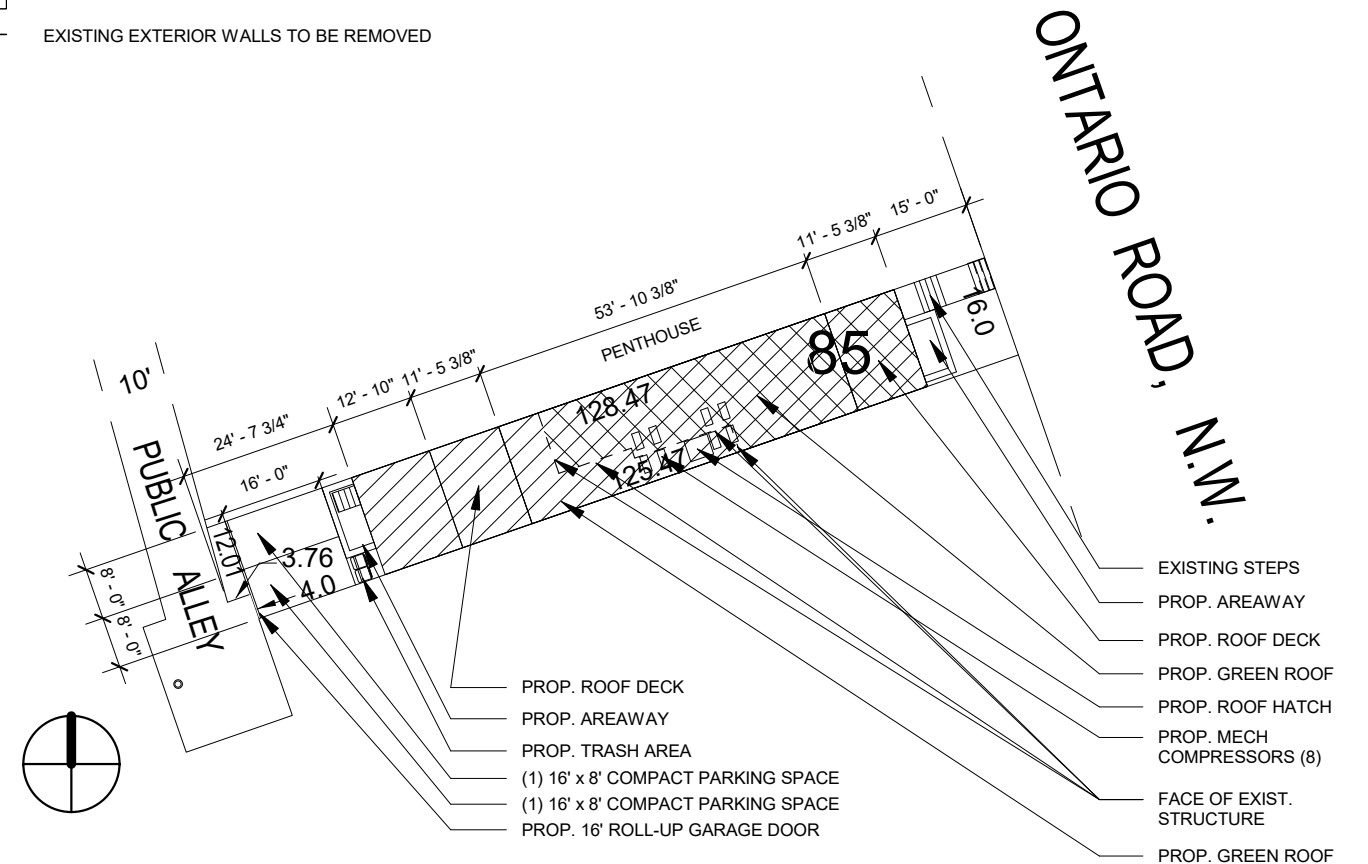 EXISTING EXTERIOR WALLS TO BE REMOVED
ONTARIO ROAD, N.W.
15' - 0"
11' - 5 3/8"
53' - 10 3/8"
PENTHOUSE
11' - 5 3/8"
12' - 10"
24' - 7 3/4"
16' - 0"
10'
PUBLIC ALLEY
16.0
85
128.47
125.47
12.01
3.76
4.0
8' - 0"
8' - 0"
PROP. ROOF DECK
PROP. AREAWAY
PROP. TRASH AREA
(1) 16' x 8' COMPACT PARKING SPACE
(1) 16' x 8' COMPACT PARKING SPACE
PROP. 16' ROLL-UP GARAGE DOOR
EXISTING STEPS
PROP. AREAWAY
PROP. ROOF DECK
PROP. GREEN ROOF
PROP. ROOF HATCH
PROP. MECH
COMPRESSORS (8)
FACE OF EXIST.
STRUCTURE
PROP. GREEN ROOF